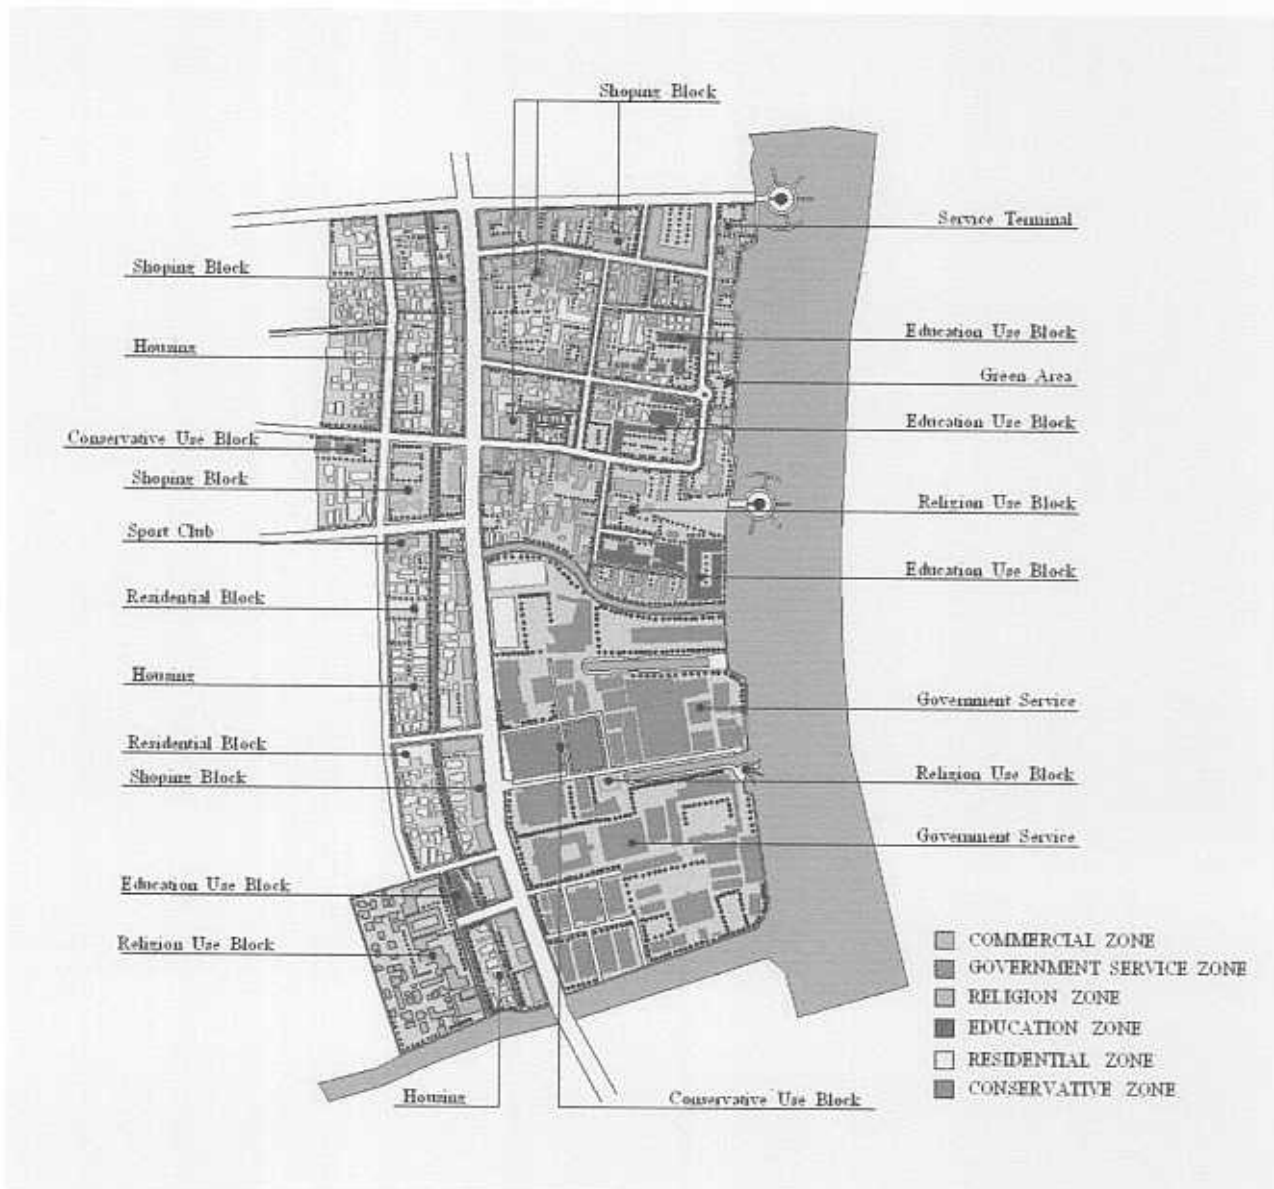 Shoping Block
Service Terminal
Shoping Block
Education Use Block
Housing
Green Area
Education Use Block
Conservative Use Block
Shoping Block
Religion Use Block
Sport Club
Education Use Block
Residential Block
Housing
Government Service
Residential Block
Shoping Block
Religion Use Block
Government Service
Education Use Block
Religion Use Block
COMMERCIAL ZONE
GOVERNMENT SERVICE ZONE
RELIGION ZONE
EDUCATION ZONE
RESIDENTIAL ZONE
CONSERVATIVE ZONE
Housing
Conservative Use Block